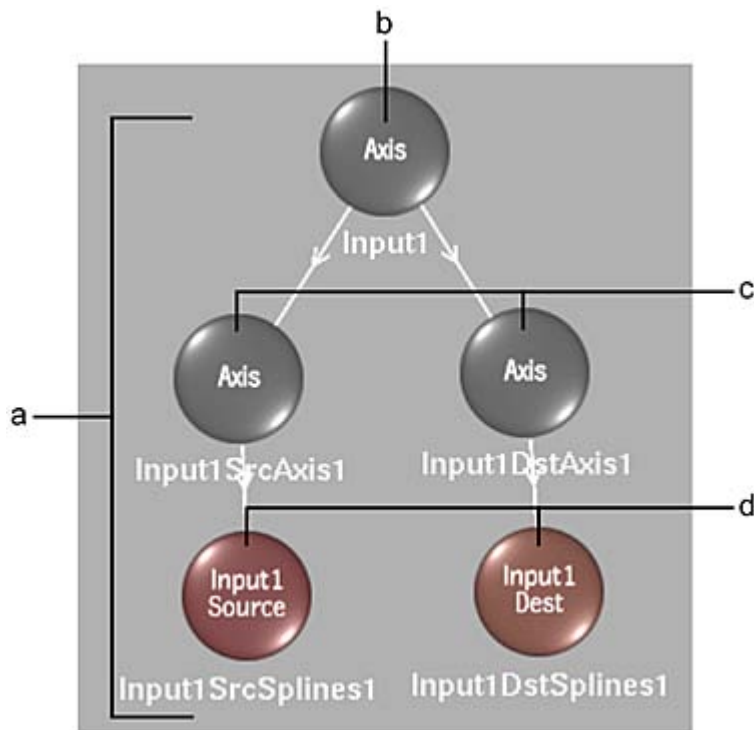 b
Axis
Input1
c
Axis
Axis
a
Input1SrcAxis1
Input1DstAxis1
d
Input1
Source
Input1
Dest
Input1SrcSplines1
Input1DstSplines1